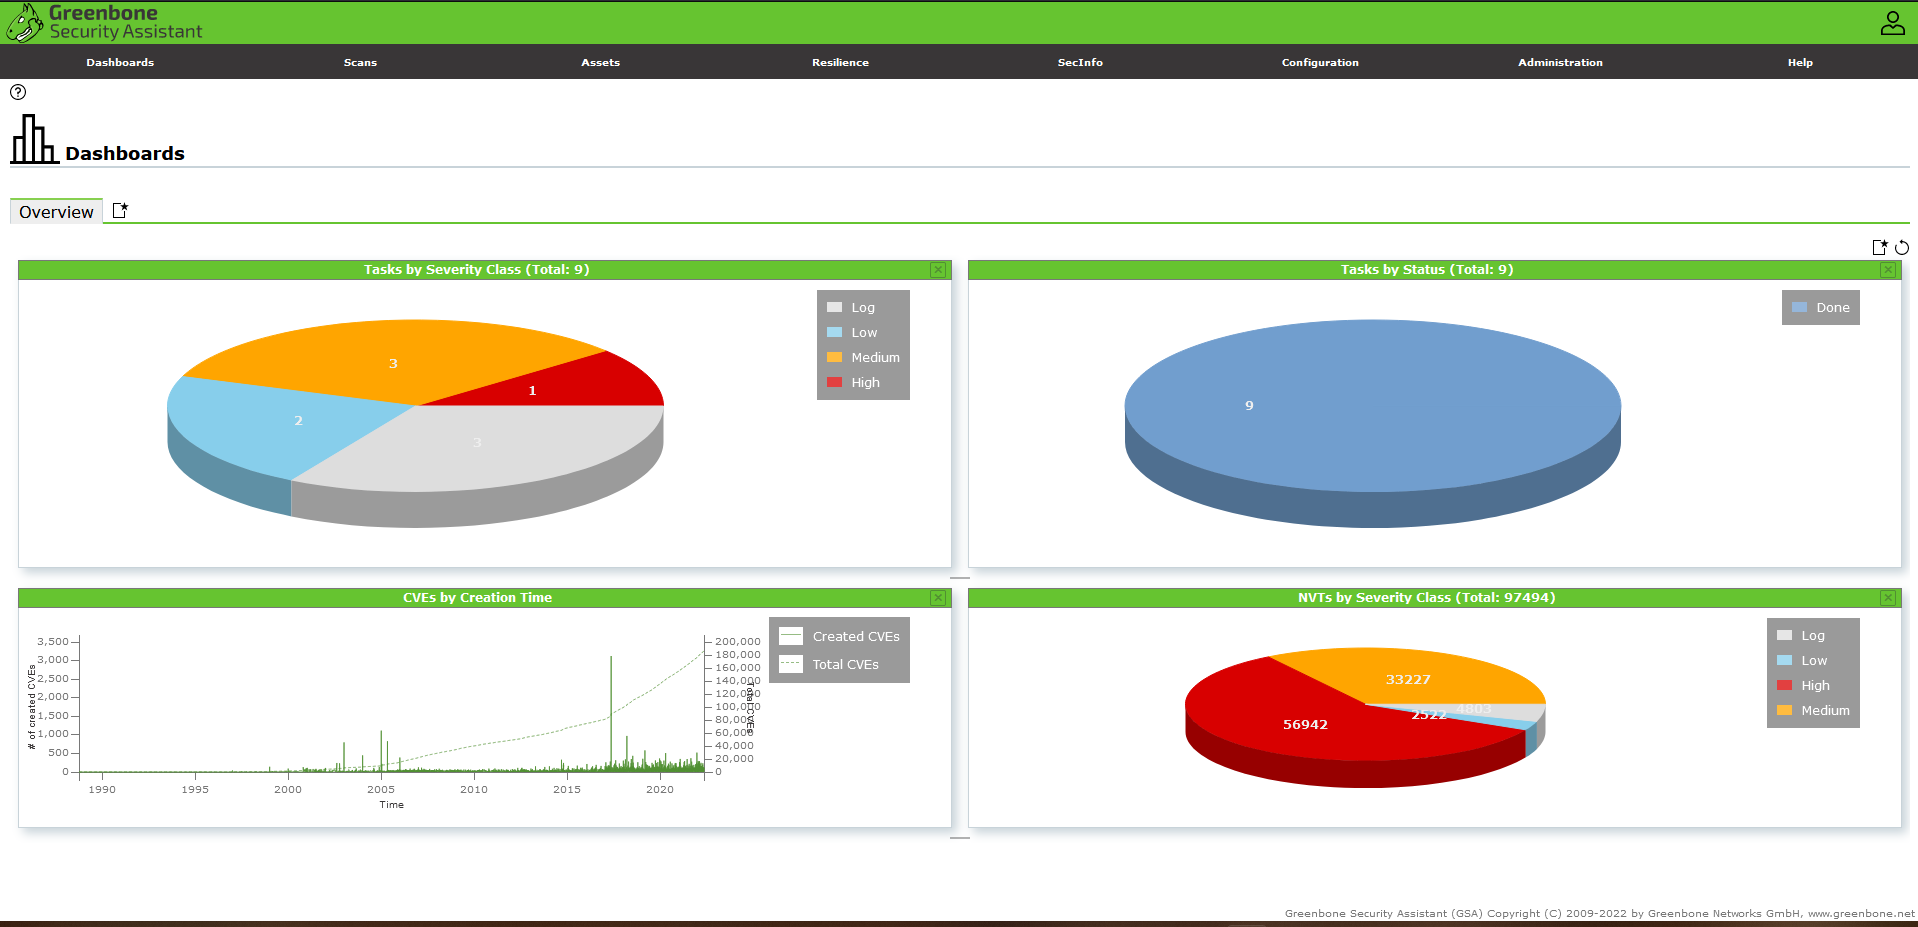 Greenbone
Security Assistant
Dashboards Scans Assets Resilience SecInfo Configuration Administration Help
Dashboards
Overview
Tasks by Severity Class (Total: 9)
3
1
2
3
Log
Low
Medium
High
Tasks by Status (Total: 9)
9
Done
CVEs by Creation Time
# of created CVEs
3,500
3,000
2,500
2,000
1,500
1,000
500
0
1990 1995 2000 2005 2010 2015 2020
Time
200,000
180,000
160,000
140,000
120,000
100,000
80,000
60,000
40,000
20,000
0
Total CVEs
Created CVEs
Total CVEs
NVTs by Severity Class (Total: 97494)
33227
4803
2522
56942
Log
Low
High
Medium
Greenbone Security Assistant (GSA) Copyright (C) 2009-2022 by Greenbone Networks GmbH, www.greenbone.net